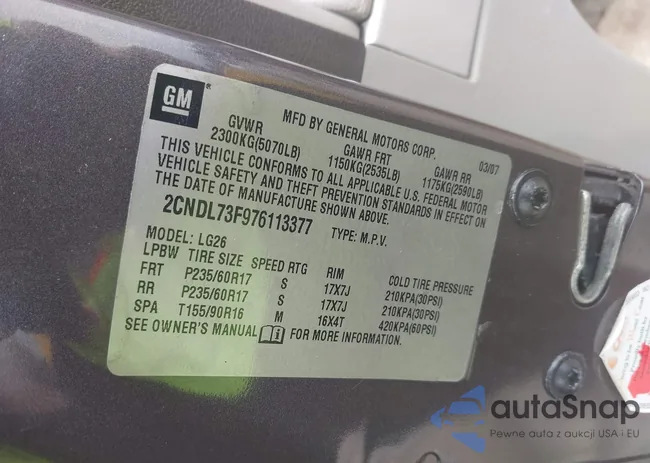 GM
®
MFD BY GENERAL MOTORS CORP. 03/07
GVWR GAWR FRT GAWR RR
2300KG(5070LB) 1150KG(2535LB) 1175KG(2590LB)
THIS VEHICLE CONFORMS TO ALL APPLICABLE U.S. FEDERAL MOTOR
VEHICLE SAFETY AND THEFT PREVENTION STANDARDS IN EFFECT ON
THE DATE OF MANUFACTURE SHOWN ABOVE.
2CNDL73F976113377 TYPE: M.P.V.
MODEL: LG26
LPBW TIRE SIZE SPEED RTG RIM COLD TIRE PRESSURE
FRT P235/60R17 S 17X7J 210KPA(30PSI)
RR P235/60R17 S 17X7J 210KPA(30PSI)
SPA T155/90R16 M 16X4T 420KPA(60PSI)
SEE OWNER'S MANUAL FOR MORE INFORMATION.
autaSnap
Pewne auta z aukcji USA i EU